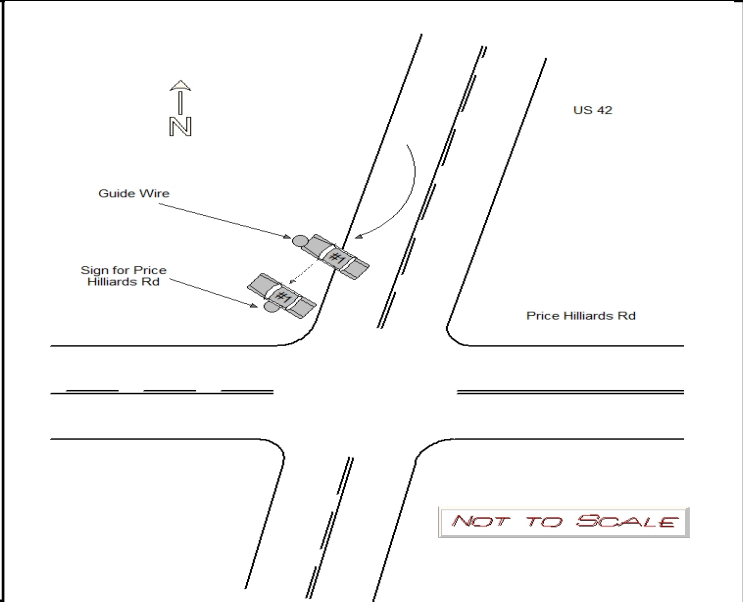 US 42
N
Guide Wire
#1
Sign for Price
Hilliards Rd
#1
Price Hilliards Rd
NOT TO SCALE